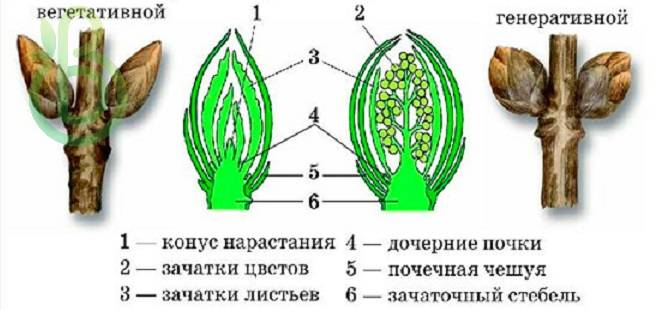 вегетативной
генеративной
1 2
3
4
5
6
1 — конус нарастания 4 — дочерние почки
2 — зачатки цветов 5 — почечная чешуя
3 — зачатки листьев 6 — зачаточный стебель